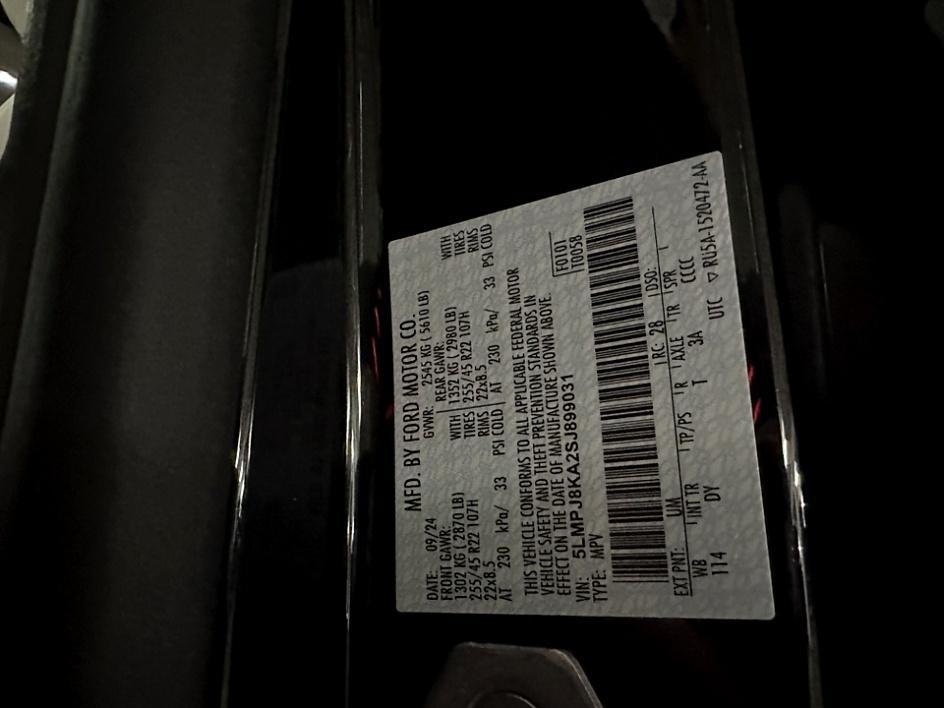 MFD. BY FORD MOTOR CO.
DATE: 09/24 GVWR: 2545 KG ( 5610 LB)
FRONT GAWR: REAR GAWR:
1302 KG ( 2870 LB) WITH 1352 KG ( 2980 LB) WITH
255/45 R22 107H TIRES 255/45 R22 107H TIRES
22x8.5 RIMS 22x8.5 RIMS
AT 230 kPa/ 33 PSI COLD AT 230 kPa/ 33 PSI COLD
THIS VEHICLE CONFORMS TO ALL APPLICABLE FEDERAL MOTOR
VEHICLE SAFETY AND THEFT PREVENTION STANDARDS IN
EFFECT ON THE DATE OF MANUFACTURE SHOWN ABOVE.
VIN: 5LMPJ8KA2SJ899031 F0101
TYPE: MPV T0058
EXT PNT: UM RC: 28 DSO:
WB INT TR TP/PS R AXLE TR SPR
114 DY T 3A CCCC
UTC ▽ RU5A-1520472-AA